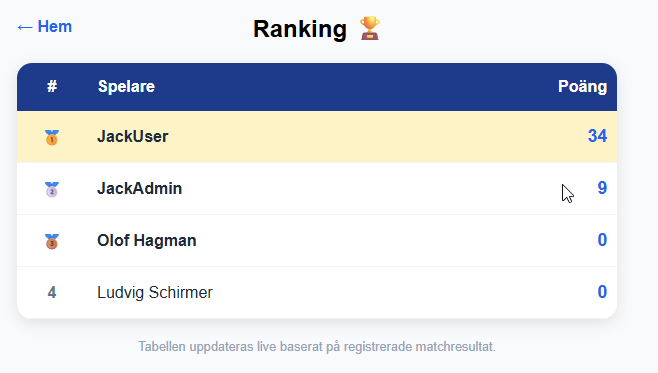 ← Hem
Ranking 🏆
# Spelare Poäng
🥇 JackUser 34
🥈 JackAdmin 9
🥉 Olof Hagman 0
4 Ludvig Schirmer 0
Tabellen uppdateras live baserat på registrerade matchresultat.